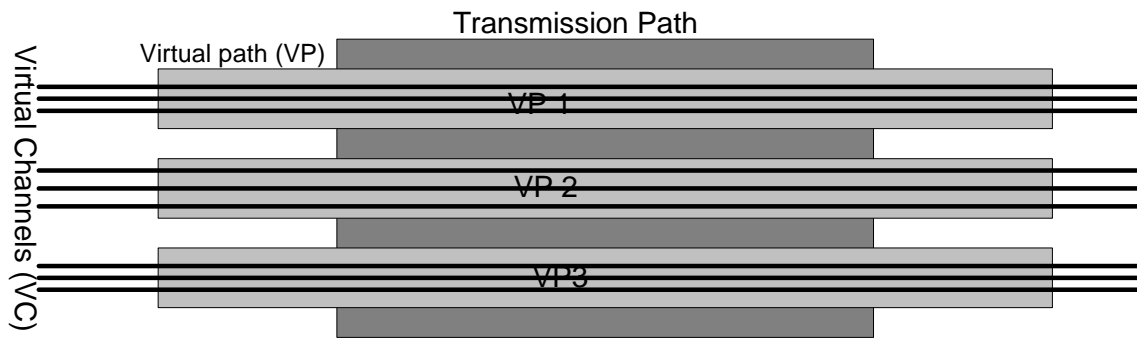 Transmission Path
Virtual path (VP)
Virtual Channels (VC)
VP 1
VP 2
VP3